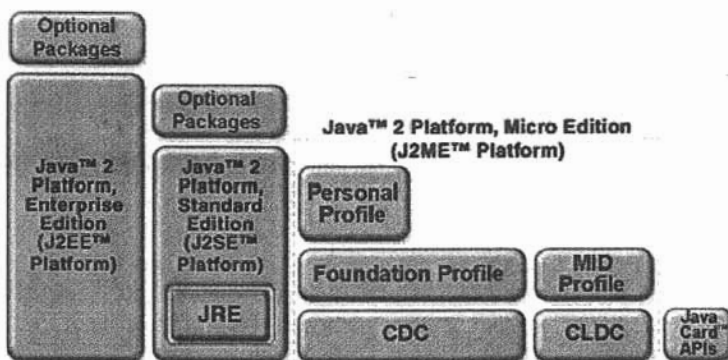 Optional
Packages
Java™ 2
Platform,
Enterprise
Edition
(J2EE™
Platform)
Optional
Packages
Java™ 2
Platform,
Standard
Edition
(J2SE™
Platform)
JRE
Java™ 2 Platform, Micro Edition
(J2ME™ Platform)
Personal
Profile
Foundation Profile
MID
Profile
CDC
CLDC
Java
Card™
APIs